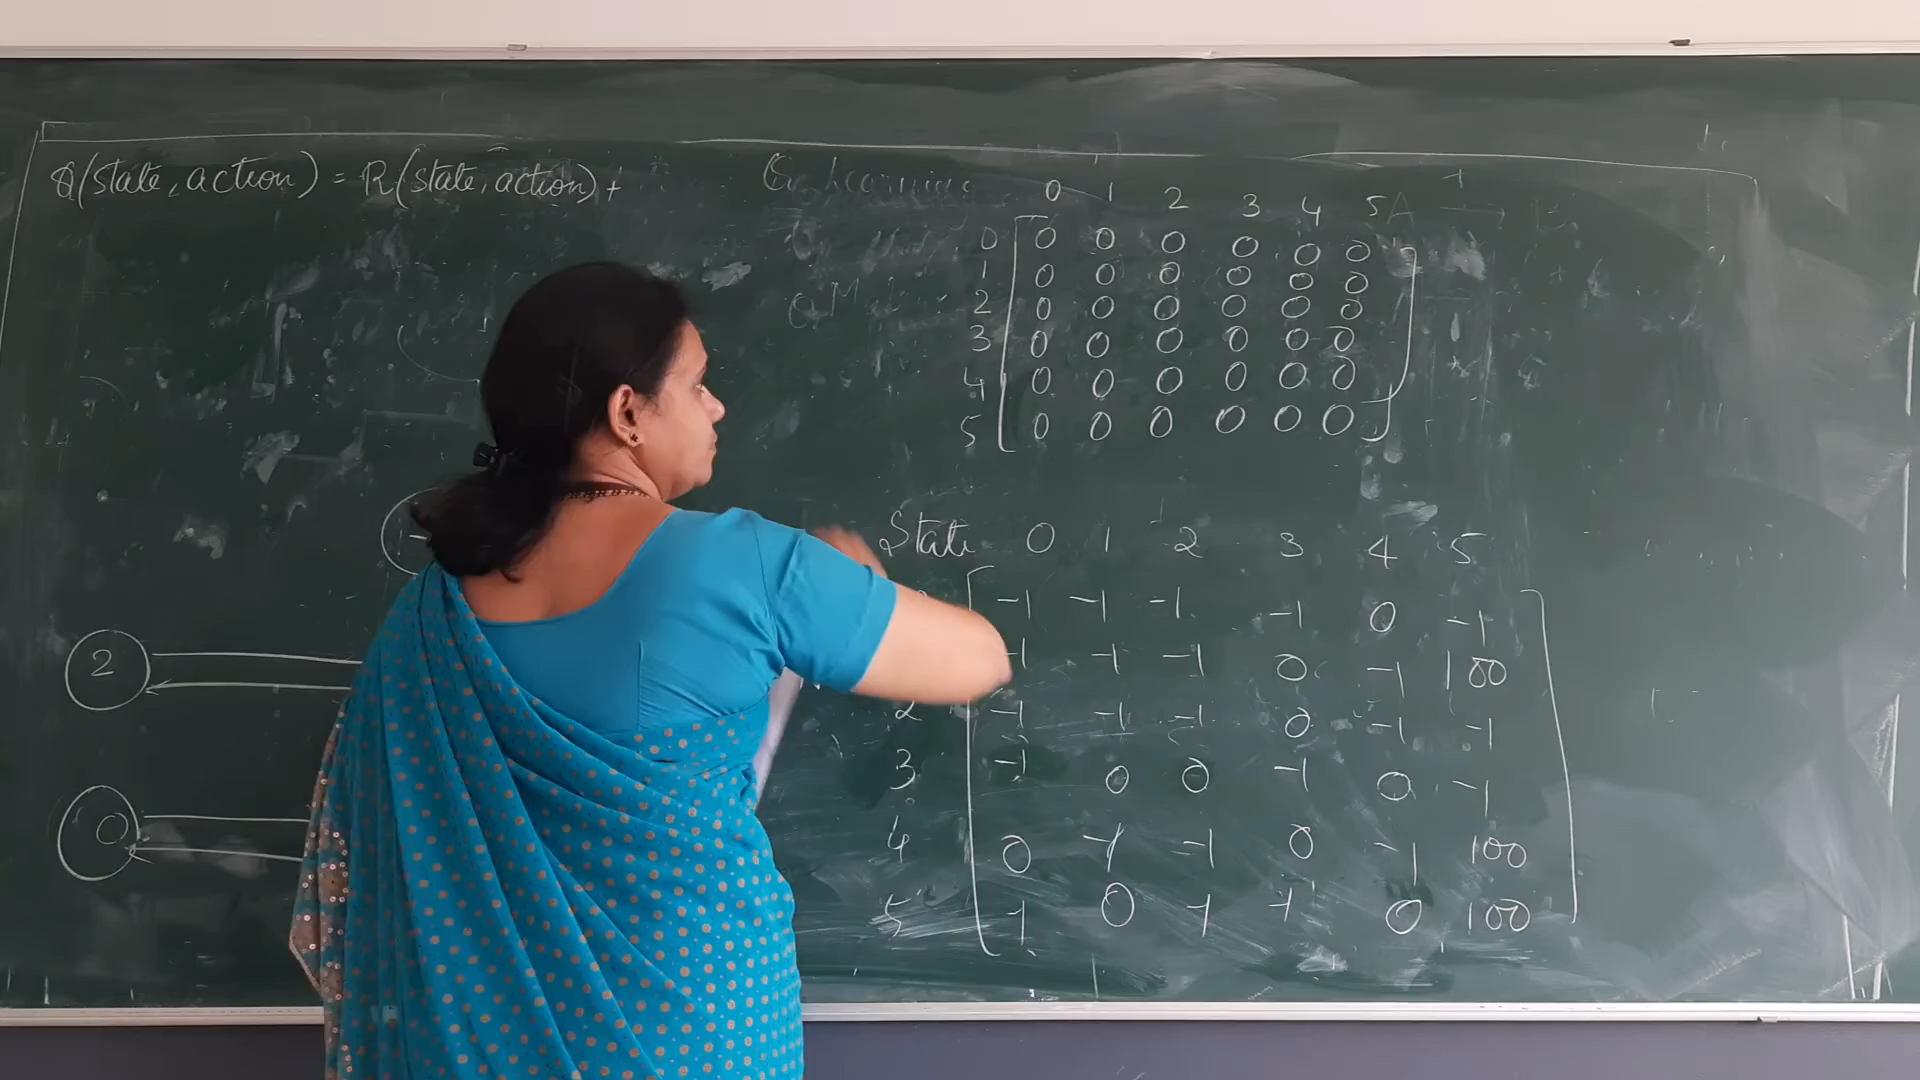 Q(state, action) = R(state, action) +
Q Learning
0 1 2 3 4 5 A
0 0 0 0 0 0 0
1 0 0 0 0 0 0
2 0 0 0 0 0 0
3 0 0 0 0 0 0
4 0 0 0 0 0 0
5 0 0 0 0 0 0
State 0 1 2 3 4 5
-1 -1 -1 -1 0 -1
-1 -1 -1 0 -1 100
2 -1 -1 -1 0 -1 -1
3 -1 0 0 -1 0 -1
4 0 -1 -1 0 -1 100
5 -1 0 -1 -1 0 100
1
2
0